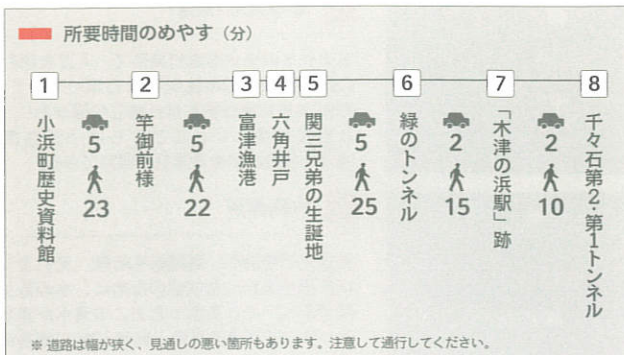 所要時間のめやす（分）
1
小浜町歴史資料館
5
23
2
竿御前様
5
22
3
富津漁港
4
六角井戸
5
関三兄弟の生誕地
5
25
6
緑のトンネル
2
15
7
「木津の浜駅」跡
2
10
8
千々石第2・第1トンネル
※ 道路は幅が狭く、見通しの悪い箇所もあります。注意して通行してください。